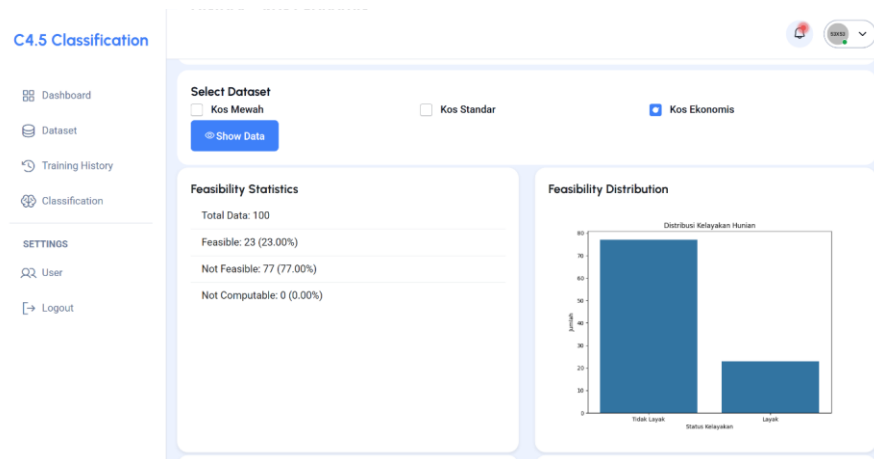 C4.5 Classification
Dashboard
Dataset
Training History
Classification
SETTINGS
User
Logout
Select Dataset
Kos Mewah
Kos Standar
Kos Ekonomis
Show Data
Feasibility Statistics
Total Data: 100
Feasible: 23 (23.00%)
Not Feasible: 77 (77.00%)
Not Computable: 0 (0.00%)
Feasibility Distribution
Distribusi Kelayakan Hunian
80
70
60
50
40
30
20
10
0
Jumlah
Tidak Layak
Layak
Status Kelayakan